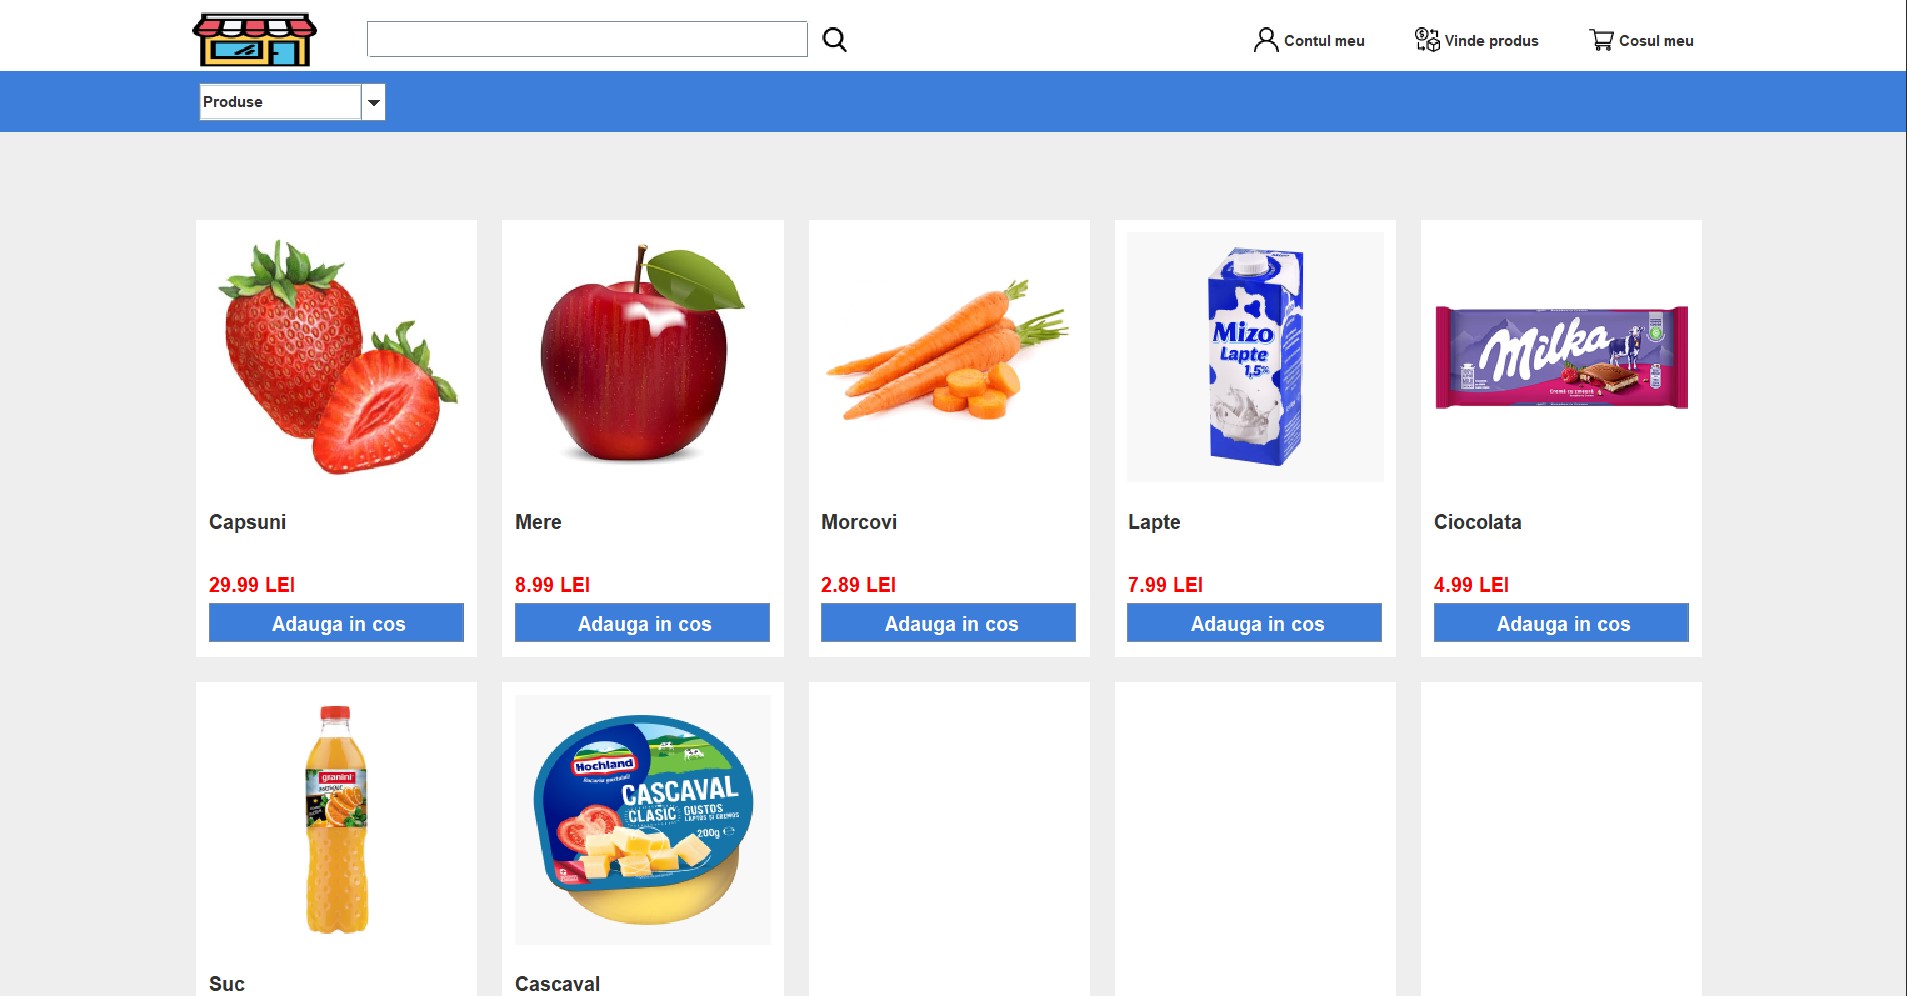 Contul meu
Vinde produs
Cosul meu
Produse
Mizo
Lapte
1,5%
Milka
Capsuni
Mere
Morcovi
Lapte
Ciocolata
29.99 LEI
8.99 LEI
2.89 LEI
7.99 LEI
4.99 LEI
Adauga in cos
Adauga in cos
Adauga in cos
Adauga in cos
Adauga in cos
granini
Hochland
CASCAVAL
CLASIC
GUSTOS
200g
Suc
Cascaval